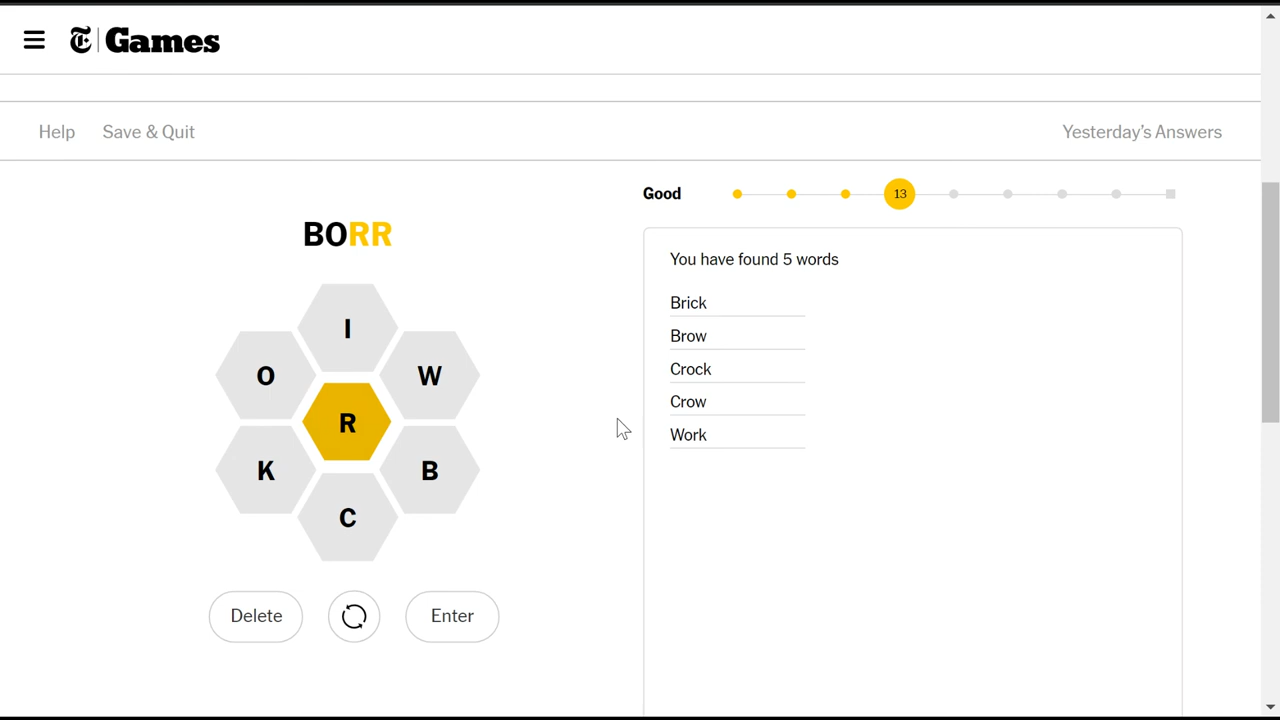 T Games
Help Save & Quit Yesterday's Answers
Good 13
BORR
You have found 5 words
Brick
Brow
Crock
Crow
Work
I
O W
R
K B
C
Delete Enter